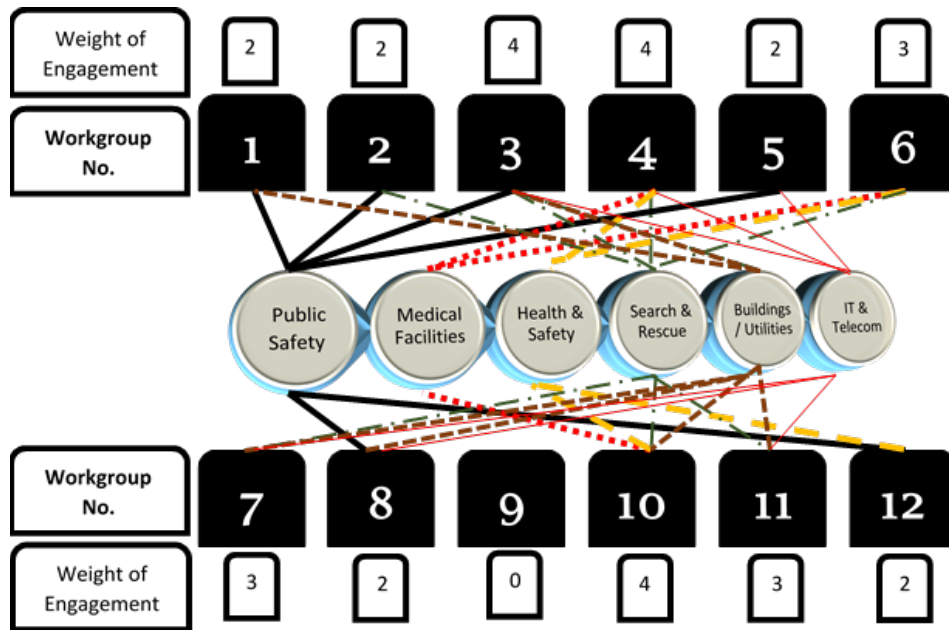 Weight of
Engagement
2 2 4 4 2 3
Workgroup
No.
1 2 3 4 5 6
Public
Safety
Medical
Facilities
Health &
Safety
Search &
Rescue
Buildings
/ Utilities
IT &
Telecom
Workgroup
No.
7 8 9 10 11 12
Weight of
Engagement
3 2 0 4 3 2